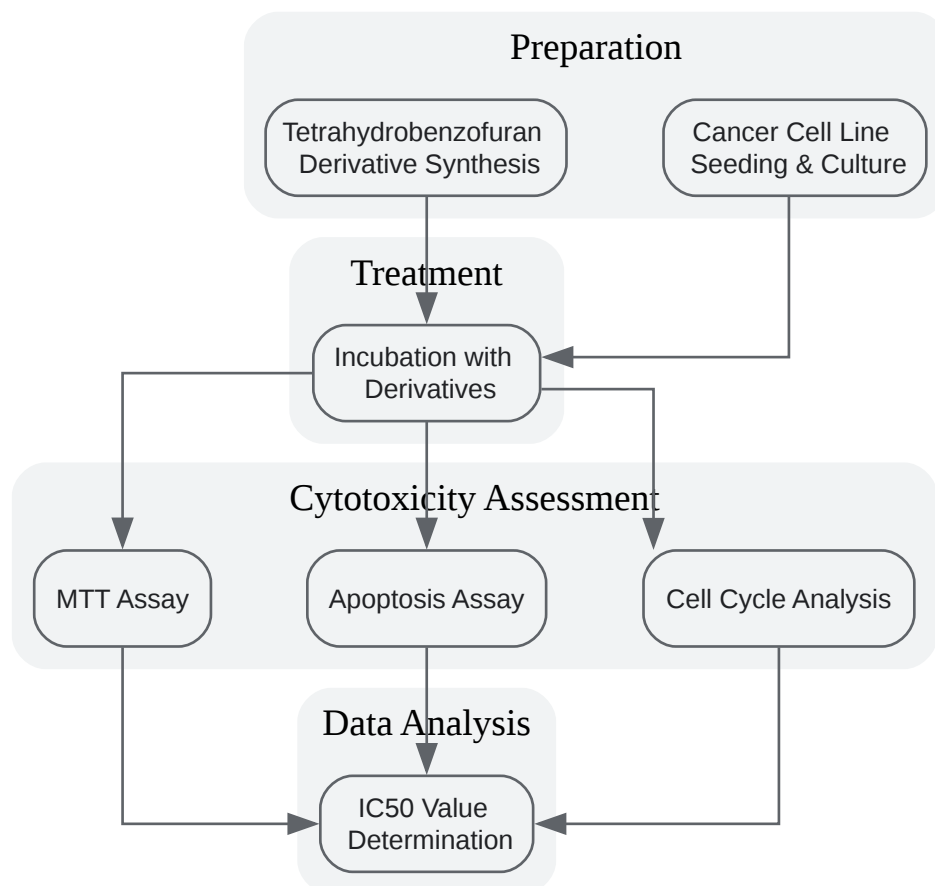 Preparation
Tetrahydrobenzofuran
Derivative Synthesis
Cancer Cell Line
Seeding & Culture
Treatment
Incubation with
Derivatives
Cytotoxicity Assessment
MTT Assay
Apoptosis Assay
Cell Cycle Analysis
Data Analysis
IC50 Value
Determination